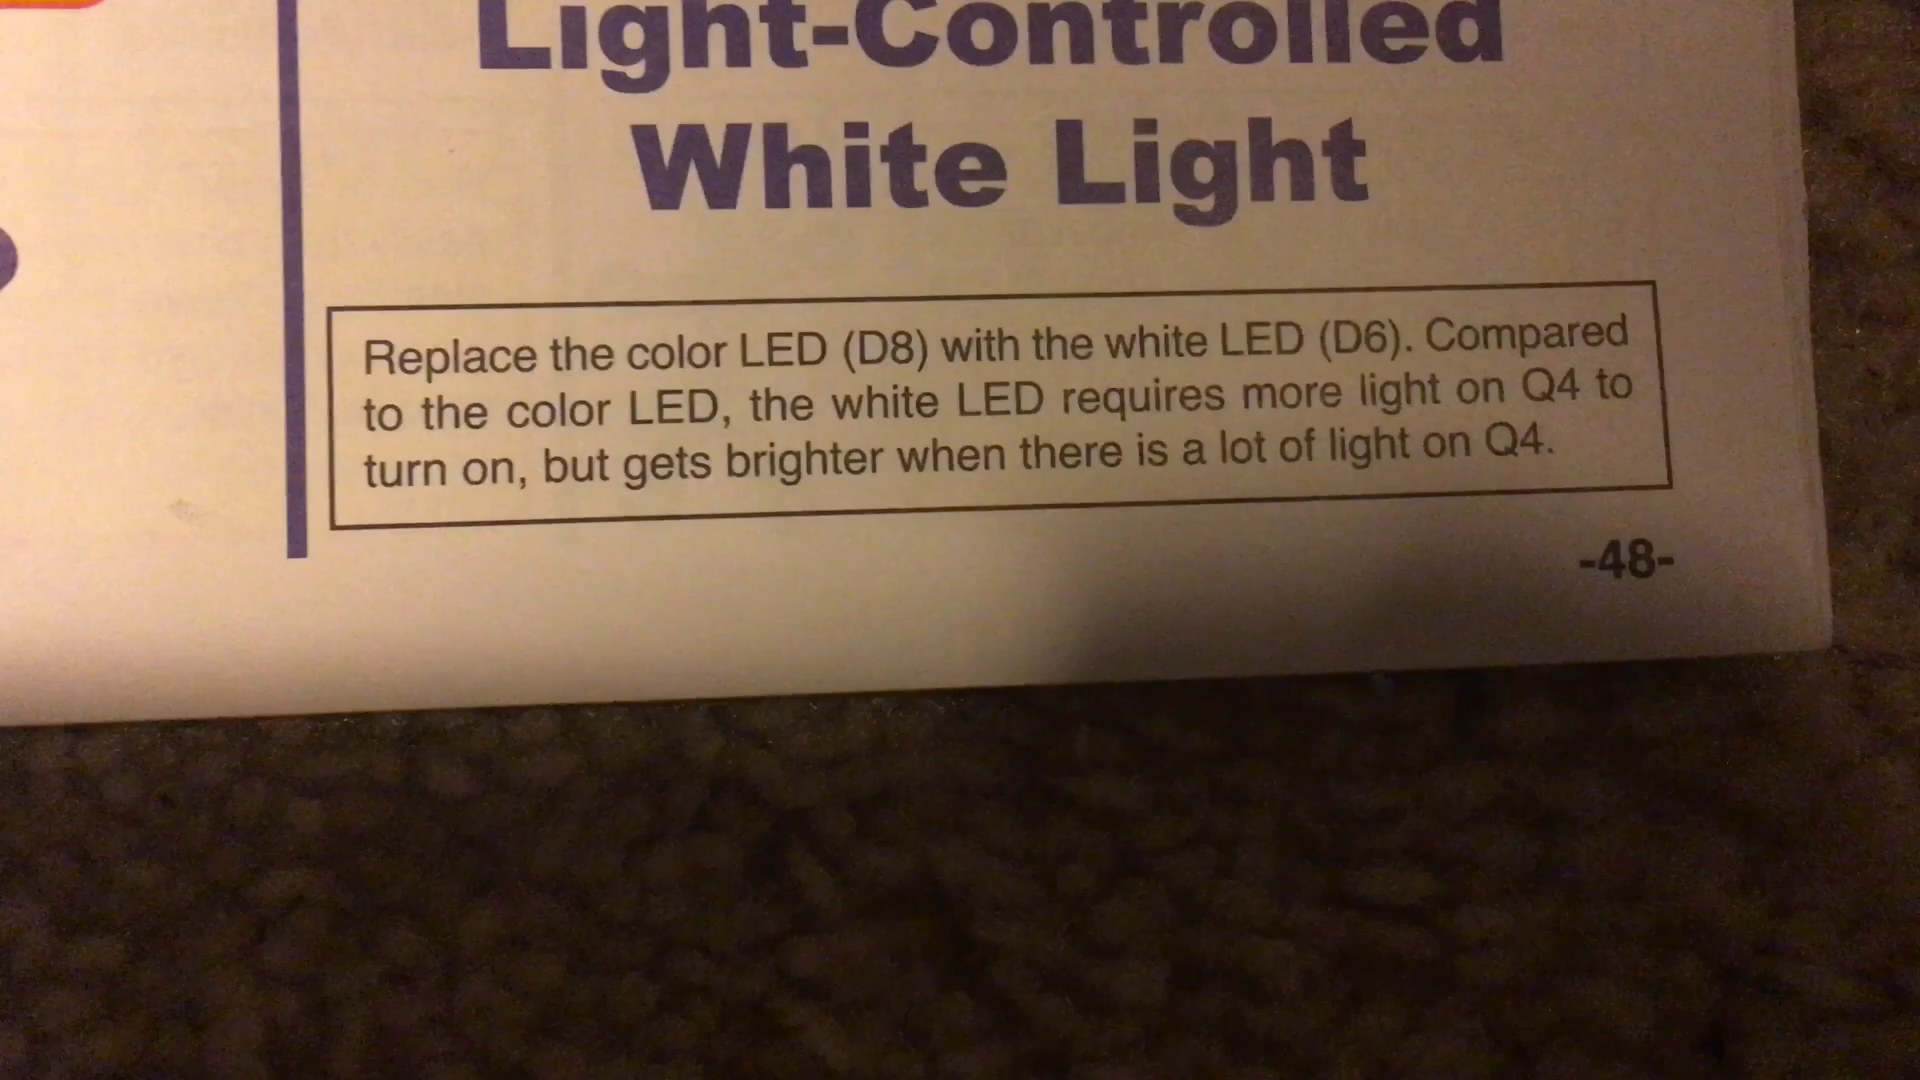 Light-Controlled
White Light
Replace the color LED (D8) with the white LED (D6). Compared
to the color LED, the white LED requires more light on Q4 to
turn on, but gets brighter when there is a lot of light on Q4.
-48-